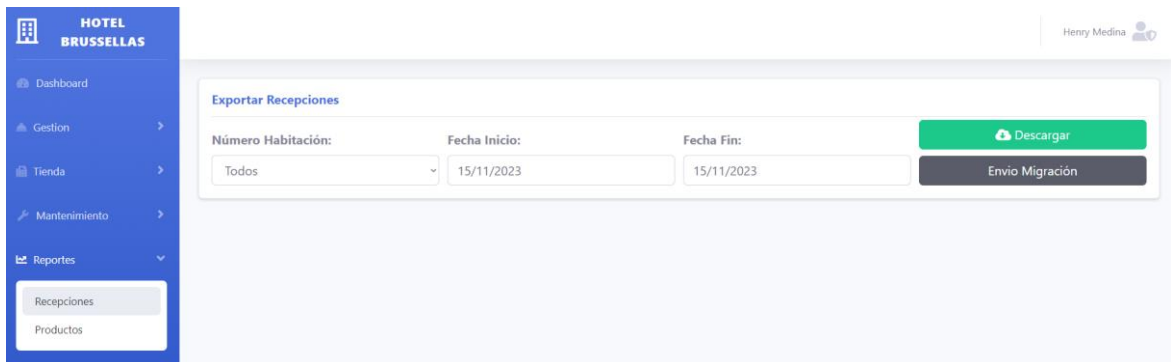 HOTEL
BRUSSELLAS
Henry Medina
Dashboard
Gestion
Tienda
Mantenimiento
Reportes
Recepciones
Productos
Exportar Recepciones
Número Habitación:
Todos
Fecha Inicio:
15/11/2023
Fecha Fin:
15/11/2023
Descargar
Envio Migración